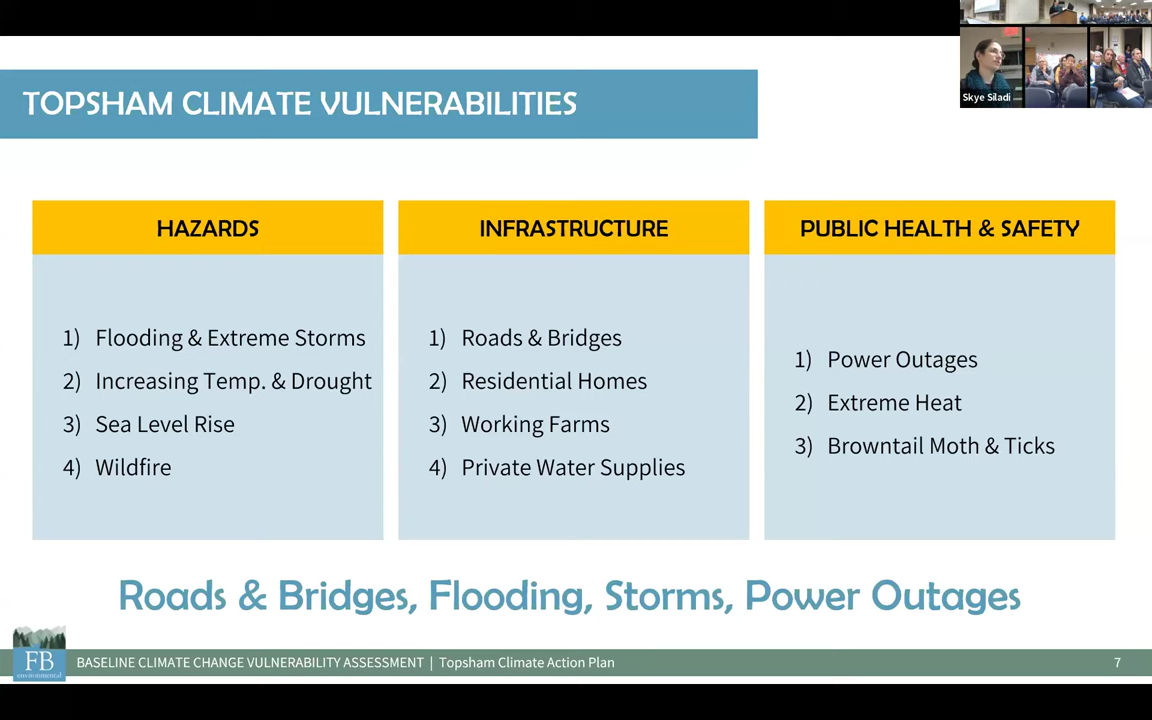 Skye Siladi
TOPSHAM CLIMATE VULNERABILITIES
HAZARDS
1) Flooding & Extreme Storms
2) Increasing Temp. & Drought
3) Sea Level Rise
4) Wildfire
INFRASTRUCTURE
1) Roads & Bridges
2) Residential Homes
3) Working Farms
4) Private Water Supplies
PUBLIC HEALTH & SAFETY
1) Power Outages
2) Extreme Heat
3) Browntail Moth & Ticks
Roads & Bridges, Flooding, Storms, Power Outages
FB
environmental
BASELINE CLIMATE CHANGE VULNERABILITY ASSESSMENT | Topsham Climate Action Plan
7